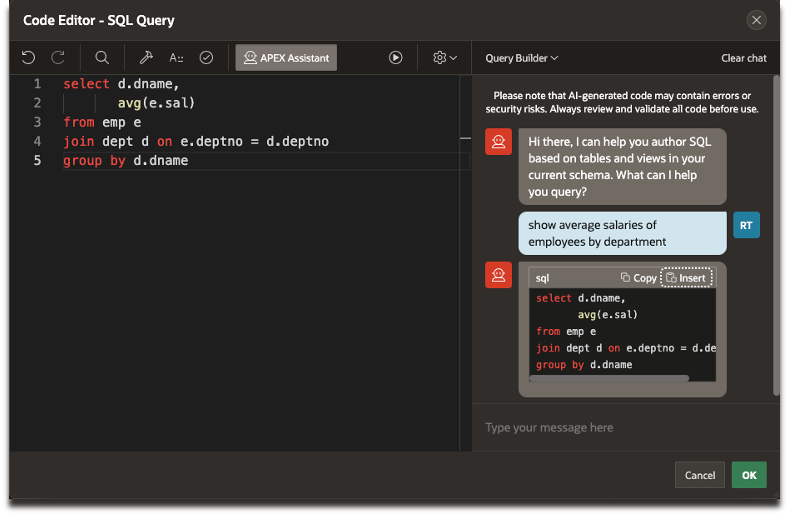 Code Editor - SQL Query
A::
APEX Assistant
Query Builder
Clear chat
1 select d.dname,
2 avg(e.sal)
3 from emp e
4 join dept d on e.deptno = d.deptno
5 group by d.dname
Please note that AI-generated code may contain errors or
security risks. Always review and validate all code before use.
Hi there, I can help you author SQL
based on tables and views in your
current schema. What can I help
you query?
show average salaries of
employees by department
RT
sql
Copy
Insert
select d.dname,
avg(e.sal)
from emp e
join dept d on e.deptno = d.de
group by d.dname
Type your message here
Cancel
OK